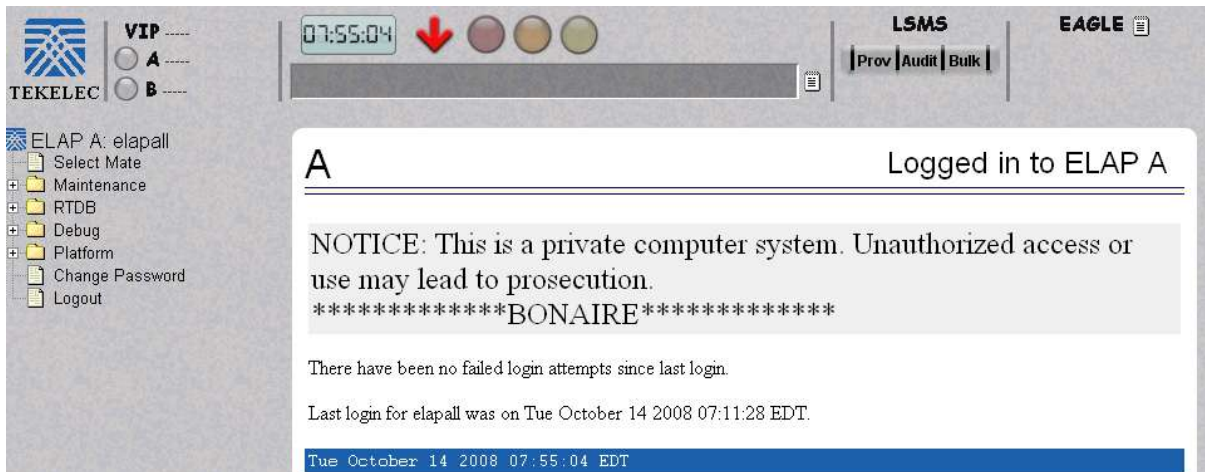 TEKELEC
VIP -----
A -----
B -----
07:55:04
LSMS
Prov Audit Bulk
EAGLE
ELAP A: elapall
Select Mate
Maintenance
RTDB
Debug
Platform
Change Password
Logout
A
Logged in to ELAP A
NOTICE: This is a private computer system. Unauthorized access or
use may lead to prosecution.
*************BONAIRE*************
There have been no failed login attempts since last login.
Last login for elapall was on Tue October 14 2008 07:11:28 EDT.
Tue October 14 2008 07:55:04 EDT